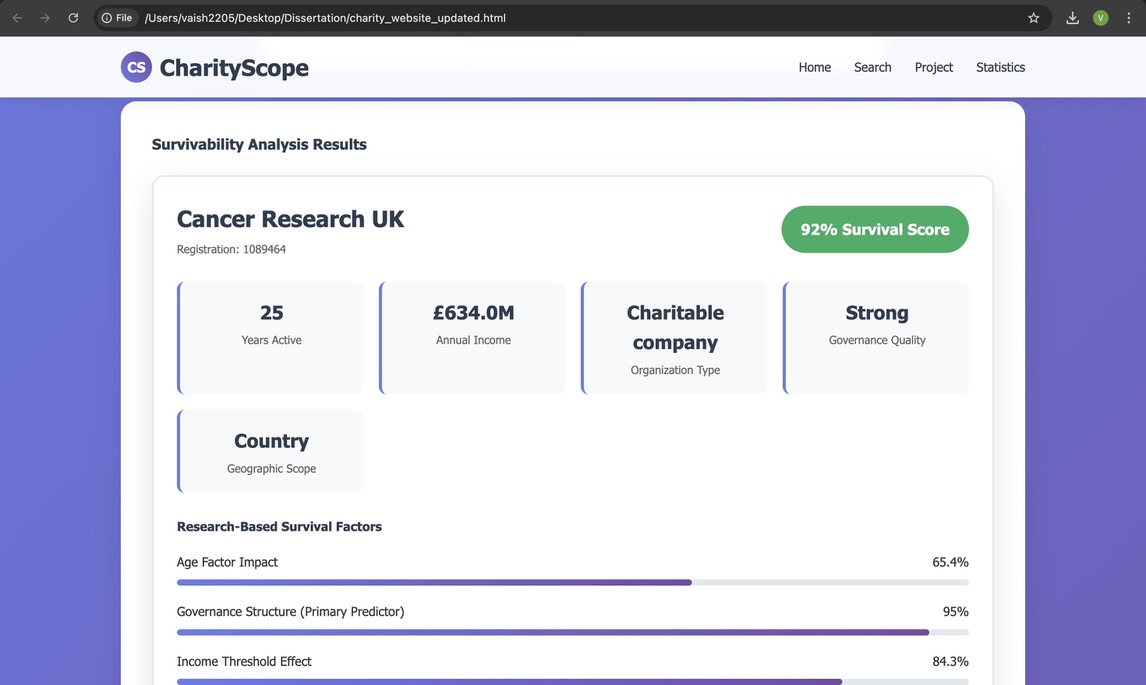 File /Users/vaish2205/Desktop/Dissertation/charity_website_updated.html V
CS CharityScope Home Search Project Statistics
Survivability Analysis Results
Cancer Research UK
Registration: 1089464
92% Survival Score
25
Years Active
£634.0M
Annual Income
Charitable
company
Organization Type
Strong
Governance Quality
Country
Geographic Scope
Research-Based Survival Factors
Age Factor Impact 65.4%
Governance Structure (Primary Predictor) 95%
Income Threshold Effect 84.3%